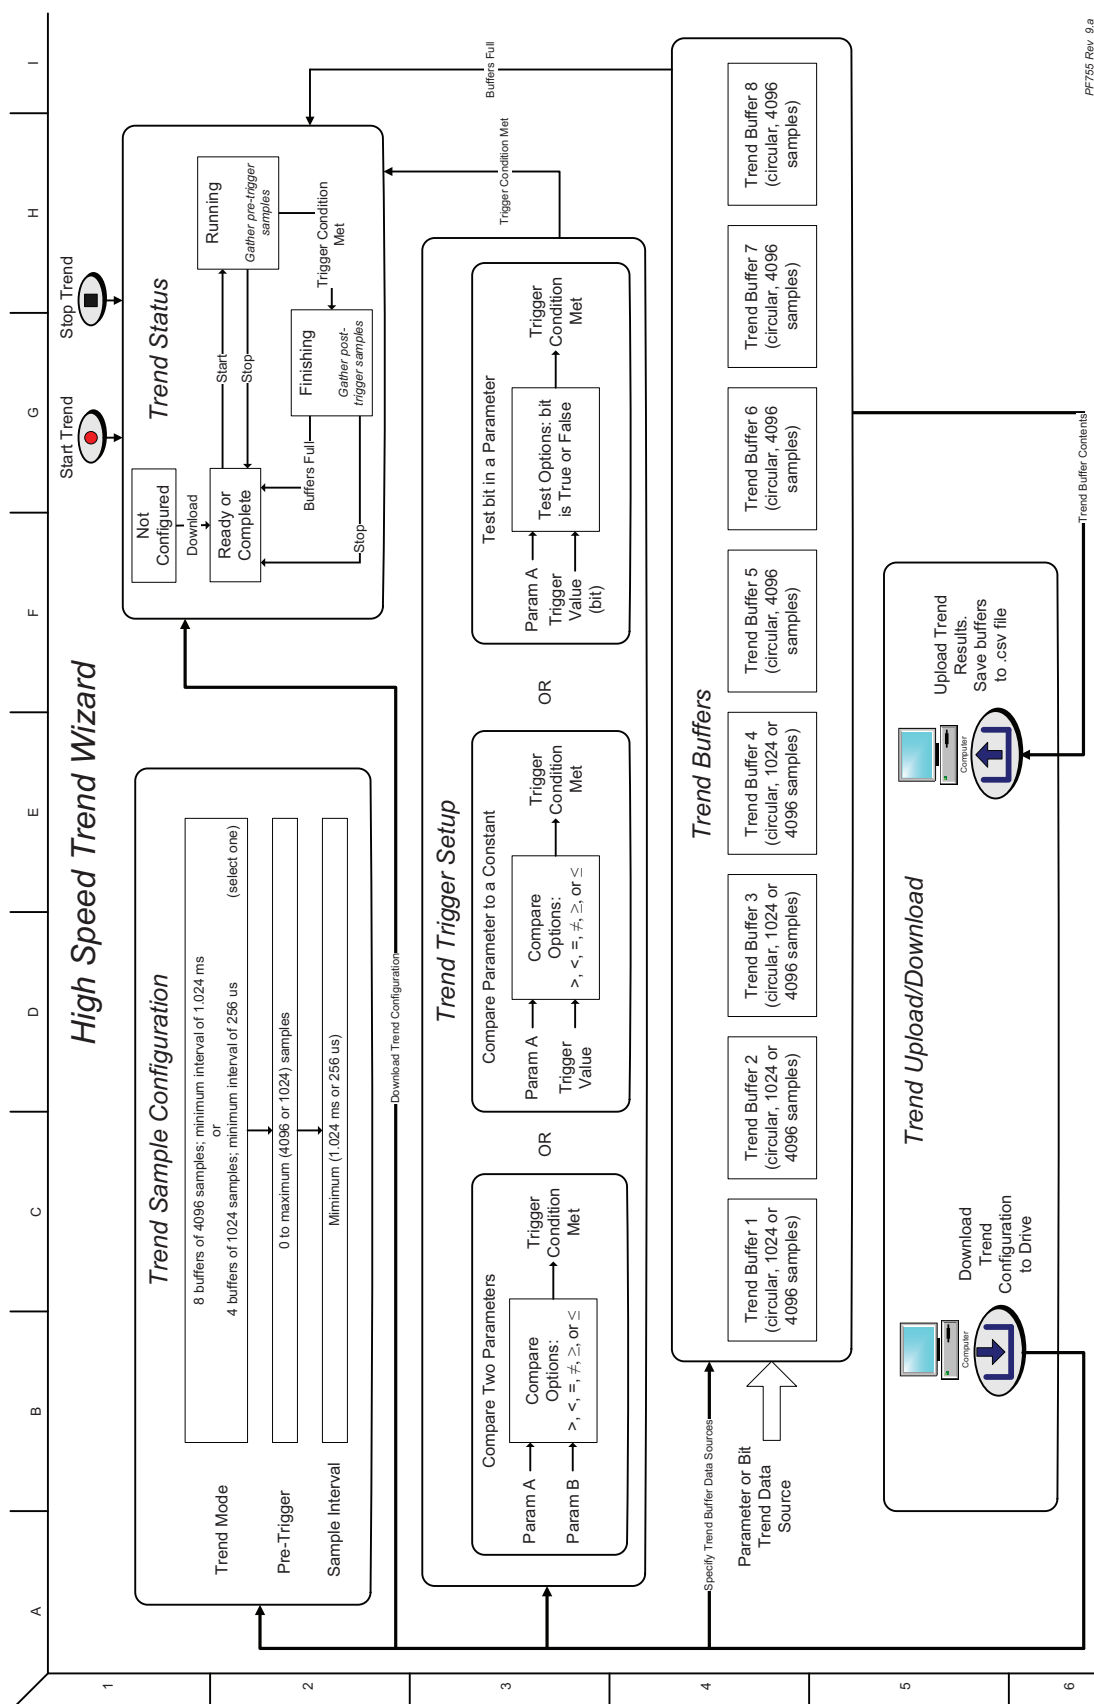 A
B
C
D
E
F
G
H
I
1
2
3
4
5
6
High Speed Trend Wizard
Trend Sample Configuration
Trend Mode
8 buffers of 4096 samples; minimum interval of 1.024 ms
or
4 buffers of 1024 samples; minimum interval of 256 us
(select one)
Pre-Trigger
0 to maximum (4096 or 1024) samples
Sample Interval
Mimimum (1.024 ms or 256 us)
Download Trend Configuration
Start Trend
Stop Trend
Trend Status
Not
Configured
Download
Ready or
Complete
Start
Stop
Running
Gather pre-trigger
samples
Trigger Condition
Met
Finishing
Gather post-
trigger samples
Buffers Full
Stop
Trigger Condition Met
Buffers Full
Trend Trigger Setup
Compare Two Parameters
Param A
Param B
Compare
Options:
>, <, =, ≠, ≥, or ≤
Trigger
Condition
Met
OR
Compare Parameter to a Constant
Param A
Trigger
Value
Compare
Options:
>, <, =, ≠, ≥, or ≤
Trigger
Condition
Met
OR
Test bit in a Parameter
Param A
Trigger
Value
(bit)
Test Options: bit
is True or False
Trigger
Condition
Met
Specify Trend Buffer Data Sources
Parameter or Bit
Trend Data
Source
Trend Buffers
Trend Buffer 1
(circular, 1024 or
4096 samples)
Trend Buffer 2
(circular, 1024 or
4096 samples)
Trend Buffer 3
(circular, 1024 or
4096 samples)
Trend Buffer 4
(circular, 1024 or
4096 samples)
Trend Buffer 5
(circular, 4096
samples)
Trend Buffer 6
(circular, 4096
samples)
Trend Buffer 7
(circular, 4096
samples)
Trend Buffer 8
(circular, 4096
samples)
Trend Upload/Download
Computer
Download
Trend
Configuration
to Drive
Computer
Upload Trend
Results.
Save buffers
to .csv file
Trend Buffer Contents
PF755 Rev 9.a